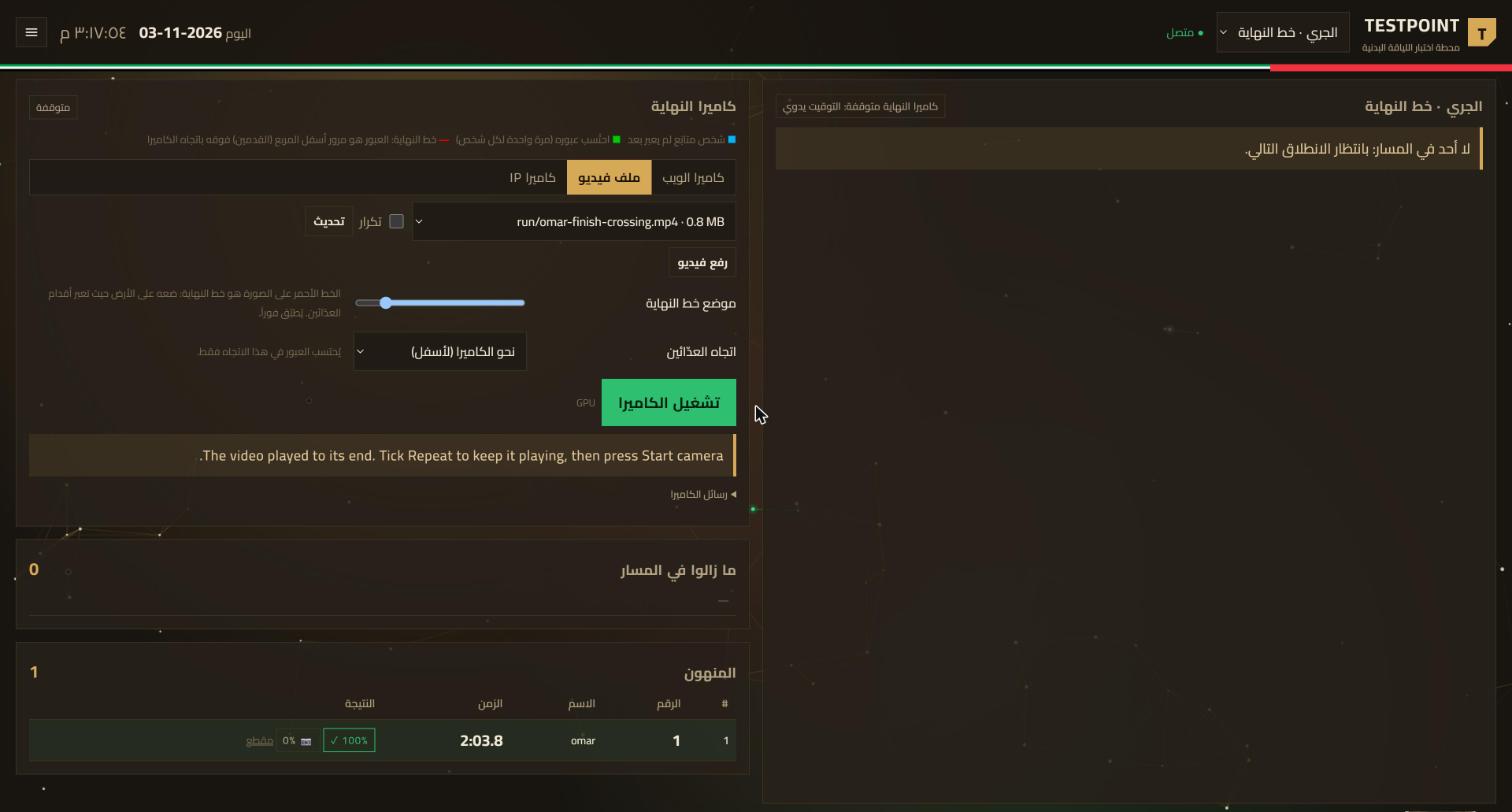 T
TESTPOINT
محطة اختبار اللياقة البدنية
الجري · خط النهاية
متصل
اليوم 03-11-2026 ٣:١٧:٥٤ م
الجري · خط النهاية
كاميرا النهاية متوقفة: التوقيت يدوي
لا أحد في المسار: بانتظار الانطلاق التالي.
كاميرا النهاية
متوقفة
شخص متابَع لم يعبر بعد احتُسب عبوره (مرة واحدة لكل شخص) — خط النهاية: العبور هو مرور أسفل المربع (القدمين) فوقه باتجاه الكاميرا
كاميرا الويب
ملف فيديو
كاميرا IP
run/omar-finish-crossing.mp4 · 0.8 MB
تكرار
تحديث
رفع فيديو
موضع خط النهاية
الخط الأحمر على الصورة هو خط النهاية: ضعه على الأرض حيث تعبر أقدام
العدّائين. يُطبّق فوراً.
اتجاه العدّائين
نحو الكاميرا (لأسفل)
يُحتسب العبور في هذا الاتجاه فقط.
تشغيل الكاميرا
GPU
The video played to its end. Tick Repeat to keep it playing, then press Start camera.
رسائل الكاميرا
ما زالوا في المسار
0
—
المنهون
1
# الرقم الاسم الزمن النتيجة
1 1 omar 2:03.8 ✓ 100% 0% مقطع